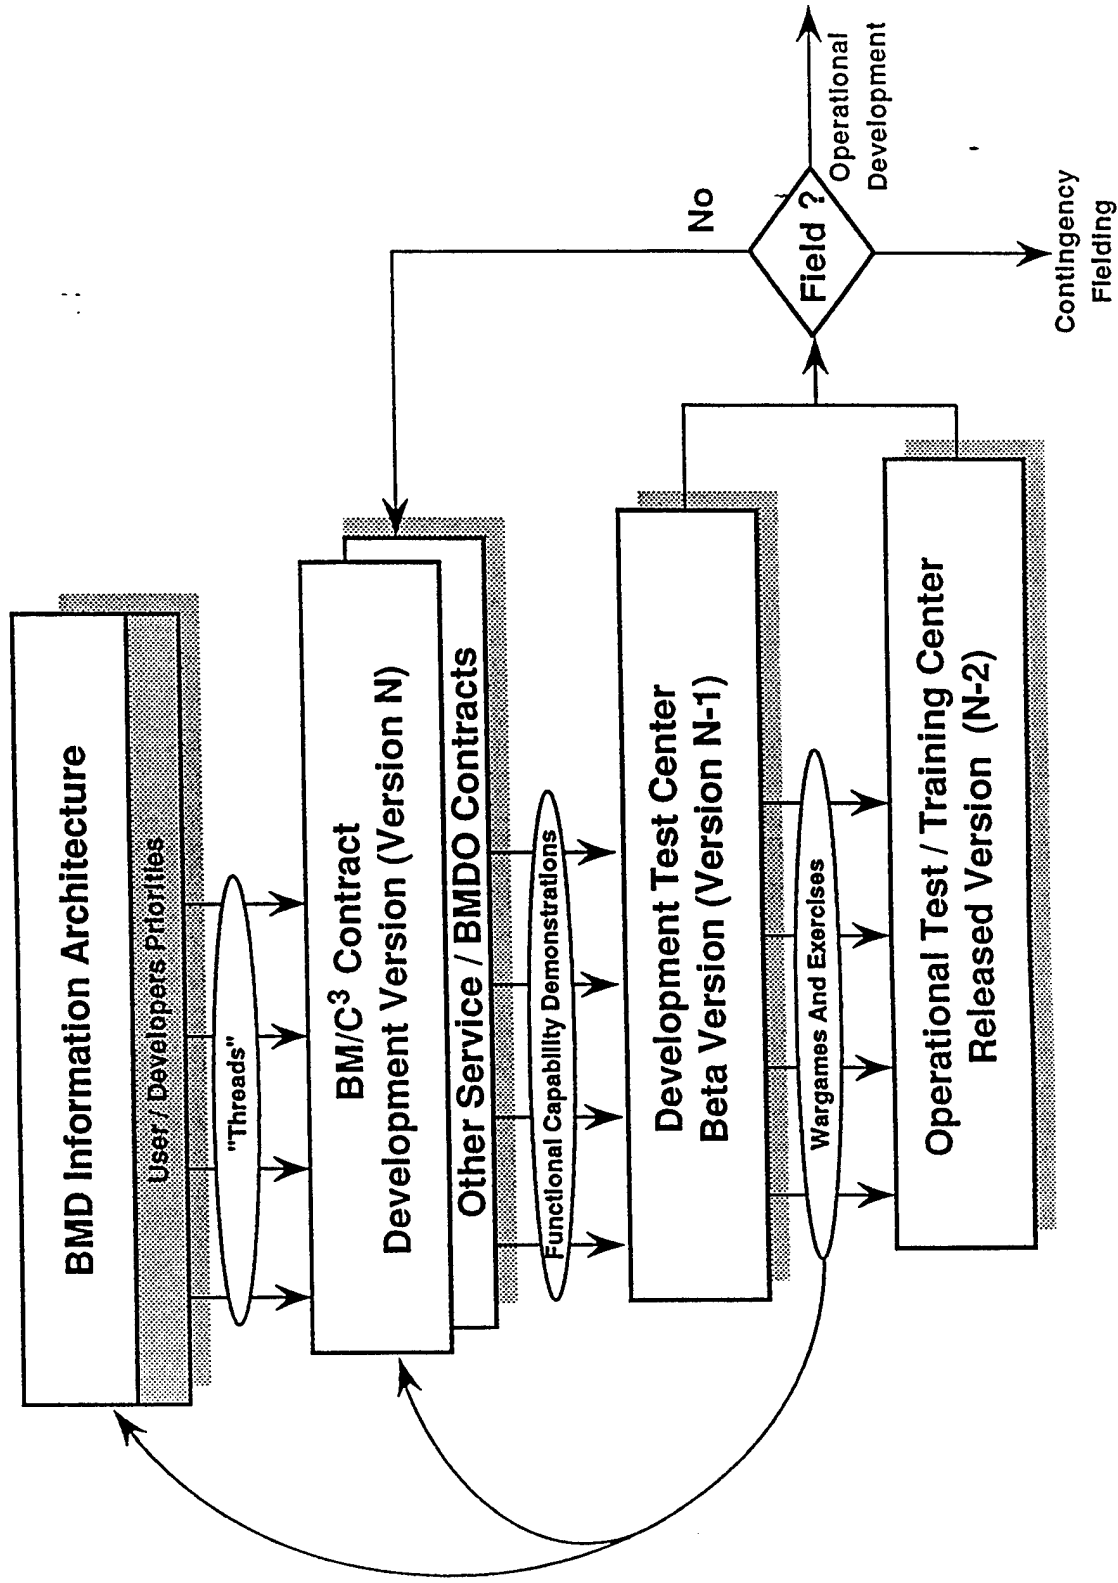 BMD Information Architecture
User / Developers Priorities
"Threads"
BM/C³ Contract
Development Version (Version N)
Other Service / BMDO Contracts
Functional Capability Demonstrations
Development Test Center
Beta Version (Version N-1)
Wargames And Exercises
Operational Test / Training Center
Released Version (N-2)
No
Field ?
Operational
Development
Contingency
Fielding